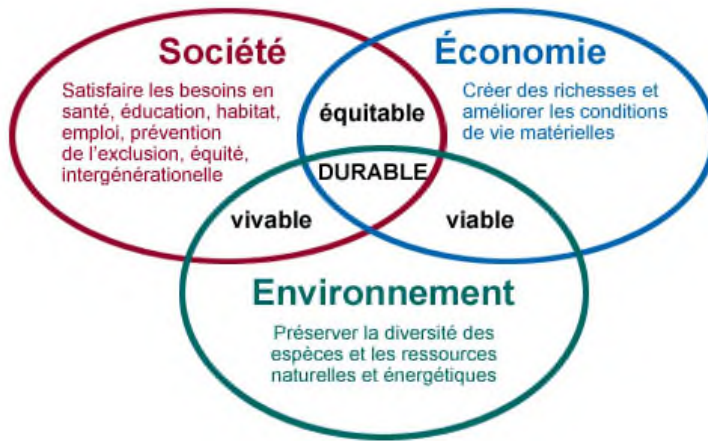 Société
Satisfaire les besoins en
santé, éducation, habitat,
emploi, prévention
de l'exclusion, équité,
intergénérationelle
Économie
Créer des richesses et
améliorer les conditions
de vie matérielles
équitable
DURABLE
vivable
viable
Environnement
Préserver la diversité des
espèces et les ressources
naturelles et énergétiques